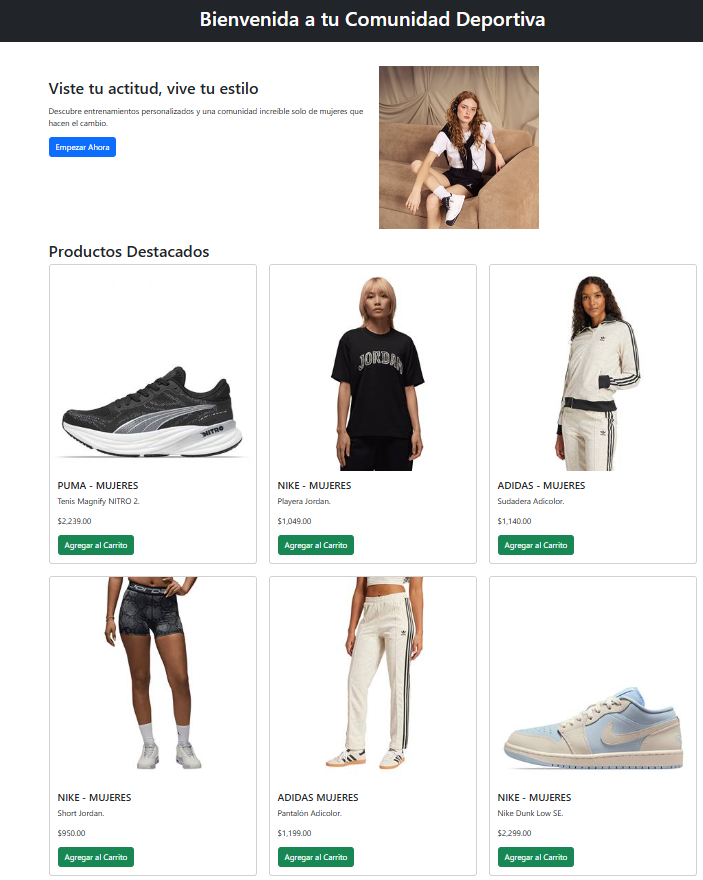 Bienvenida a tu Comunidad Deportiva
Viste tu actitud, vive tu estilo
Descubre entrenamientos personalizados y una comunidad increíble solo de mujeres que
hacen el cambio.
Empezar Ahora
Productos Destacados
NITRO
JORDAN
PUMA - MUJERES
Tenis Magnify NITRO 2.
$2,239.00
Agregar al Carrito
NIKE - MUJERES
Playera Jordan.
$1,049.00
Agregar al Carrito
ADIDAS - MUJERES
Sudadera Adicolor.
$1,140.00
Agregar al Carrito
NIKE - MUJERES
Short Jordan.
$950.00
Agregar al Carrito
ADIDAS MUJERES
Pantalón Adicolor.
$1,199.00
Agregar al Carrito
NIKE - MUJERES
Nike Dunk Low SE.
$2,299.00
Agregar al Carrito